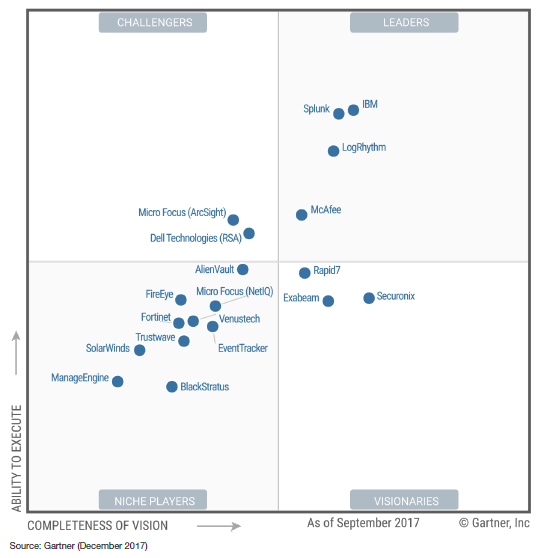 CHALLENGERS
LEADERS
Splunk
IBM
LogRhythm
McAfee
Micro Focus (ArcSight)
Dell Technologies (RSA)
AlienVault
Rapid7
FireEye
Micro Focus (NetIQ)
Exabeam
Securonix
Fortinet
Venustech
Trustwave
EventTracker
SolarWinds
ManageEngine
BlackStratus
ABILITY TO EXECUTE
NICHE PLAYERS
VISIONARIES
COMPLETENESS OF VISION
As of September 2017
© Gartner, Inc
Source: Gartner (December 2017)